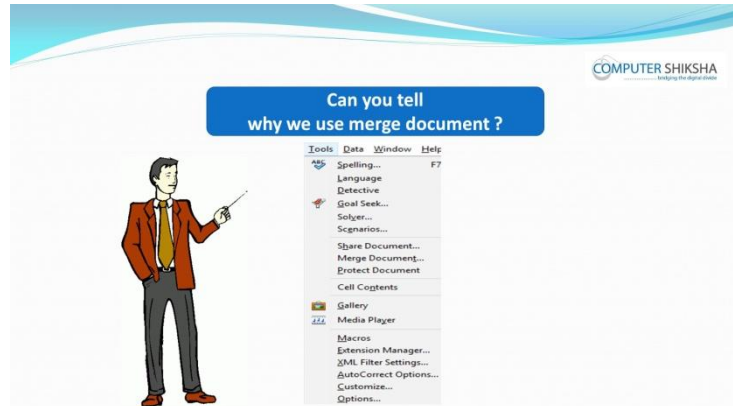 COMPUTER SHIKSHA
bridging the digital divide
Can you tell
why we use merge document ?
Tools Data Window Help
Spelling... F7
Language
Detective
Goal Seek...
Solver...
Scenarios...
Share Document...
Merge Document...
Protect Document
Cell Contents
Gallery
Media Player
Macros
Extension Manager...
XML Filter Settings...
AutoCorrect Options...
Customize...
Options...